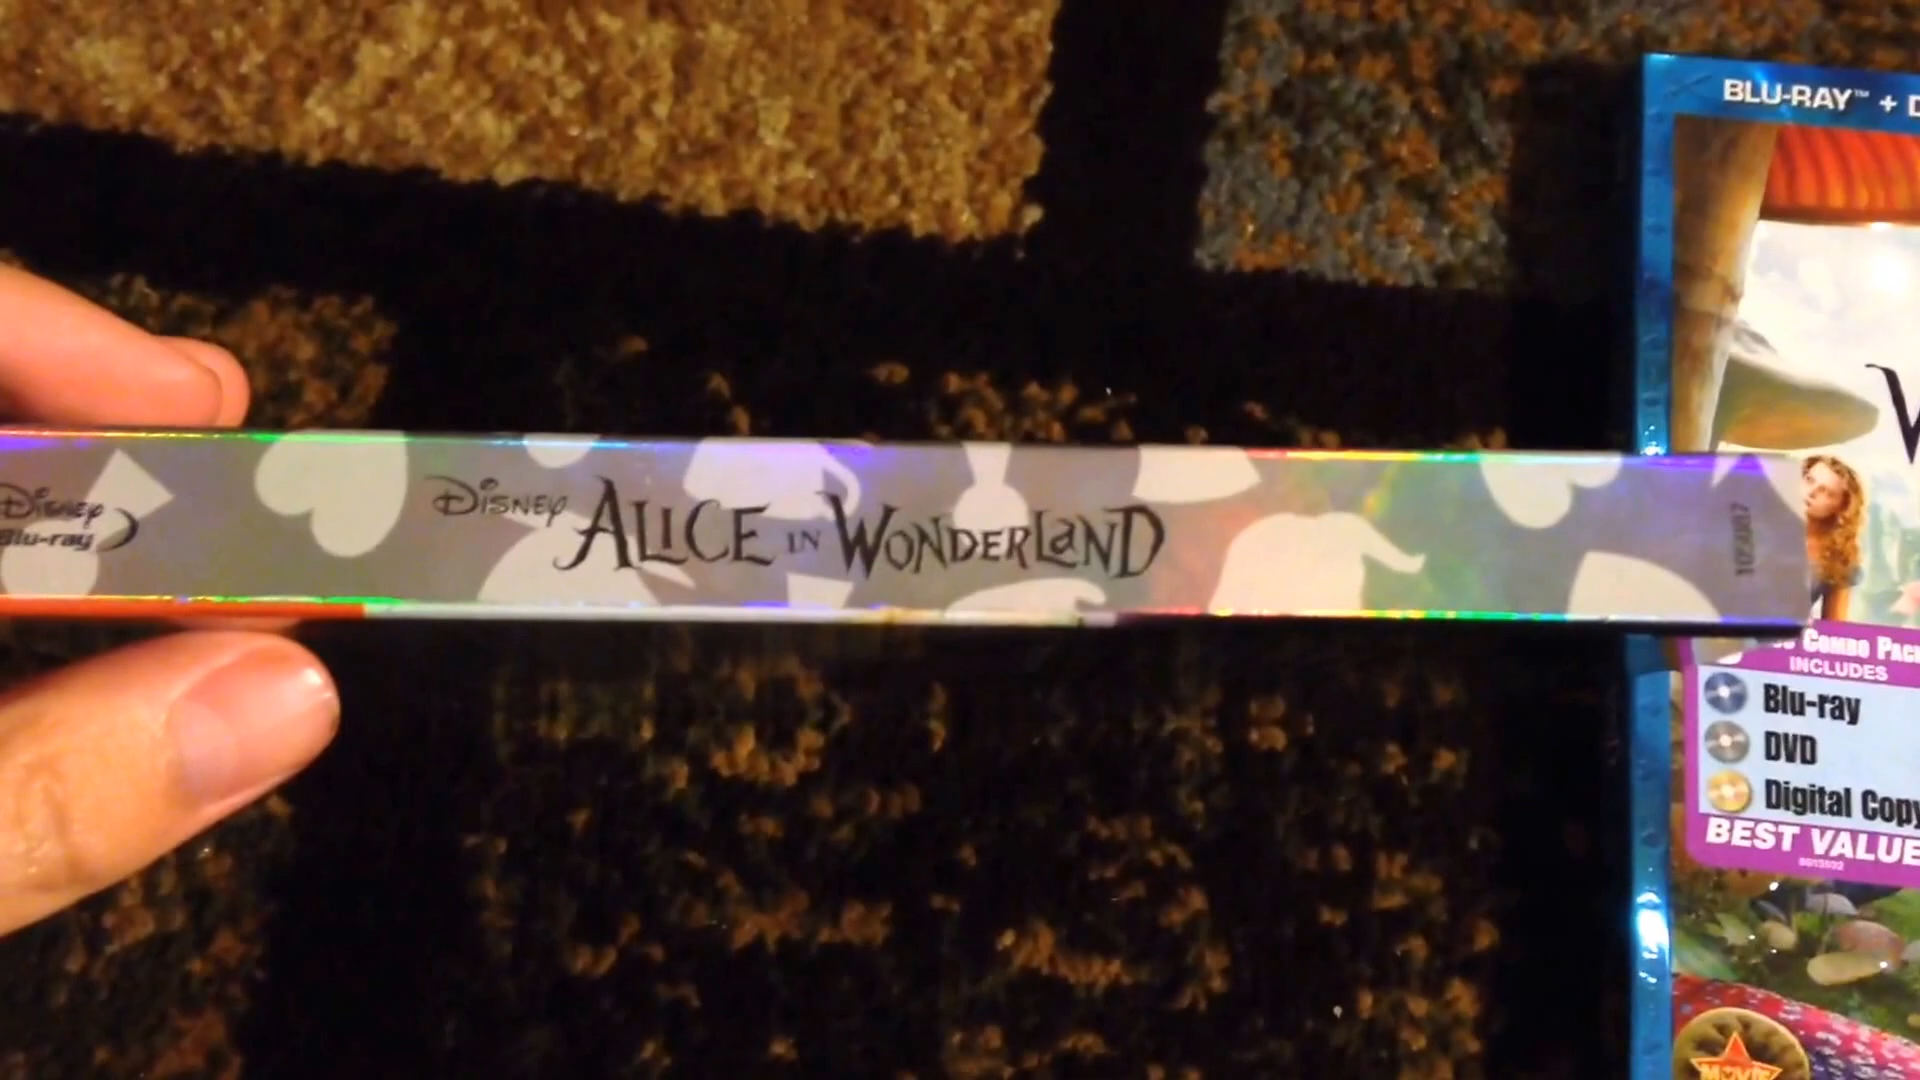 BLU-RAY™ + D
Disney
Blu-ray
DISNEY ALICE IN WONDERLAND
COMBO PACK
INCLUDES
Blu-ray
DVD
Digital Copy
BEST VALUE
MOVIE